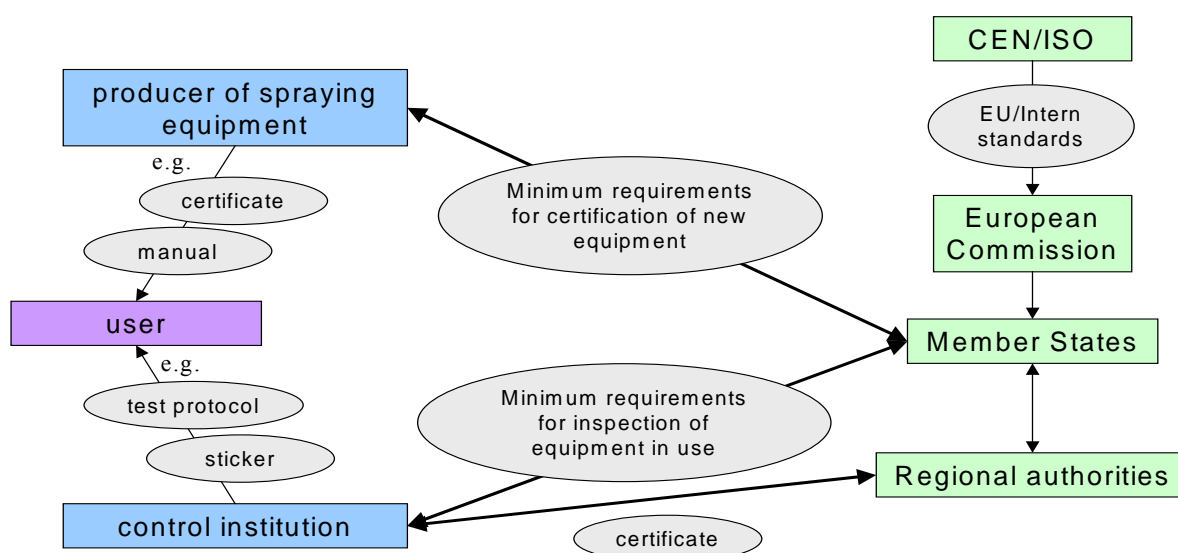 CEN/ISO
producer of spraying
equipment
EU/Intern
standards
e.g.
certificate
Minimum requirements
for certification of new
equipment
European
Commission
manual
user
Member States
e.g.
test protocol
Minimum requirements
for inspection of
equipment in use
sticker
Regional authorities
control institution
certificate